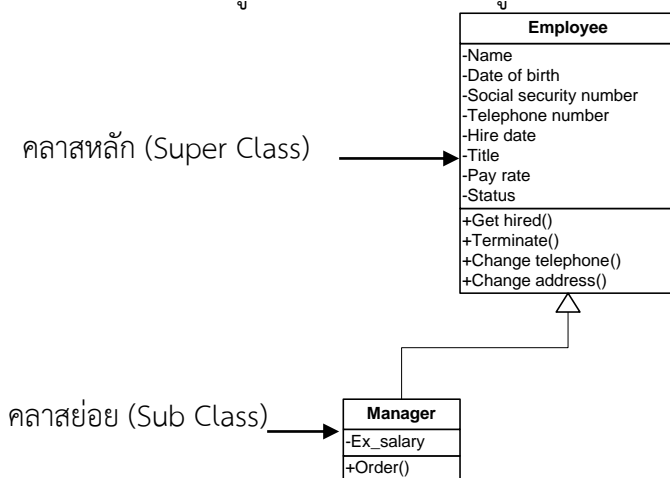 Employee
-Name
-Date of birth
-Social security number
-Telephone number
-Hire date
-Title
-Pay rate
-Status
+Get hired()
+Terminate()
+Change telephone()
+Change address()
คลาสหลัก (Super Class)
คลาสย่อย (Sub Class)
Manager
-Ex_salary
+Order()